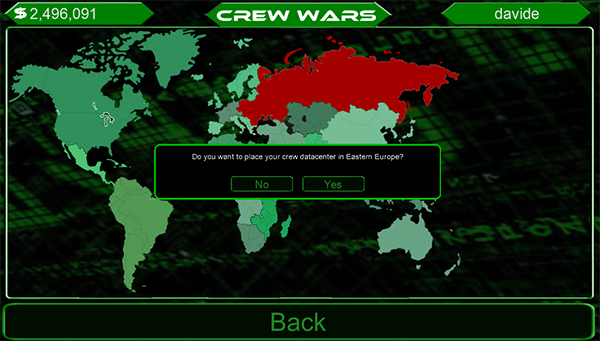 $ 2,496,091
CREW WARS
davide
Do you want to place your crew datacenter in Eastern Europe?
No
Yes
Back